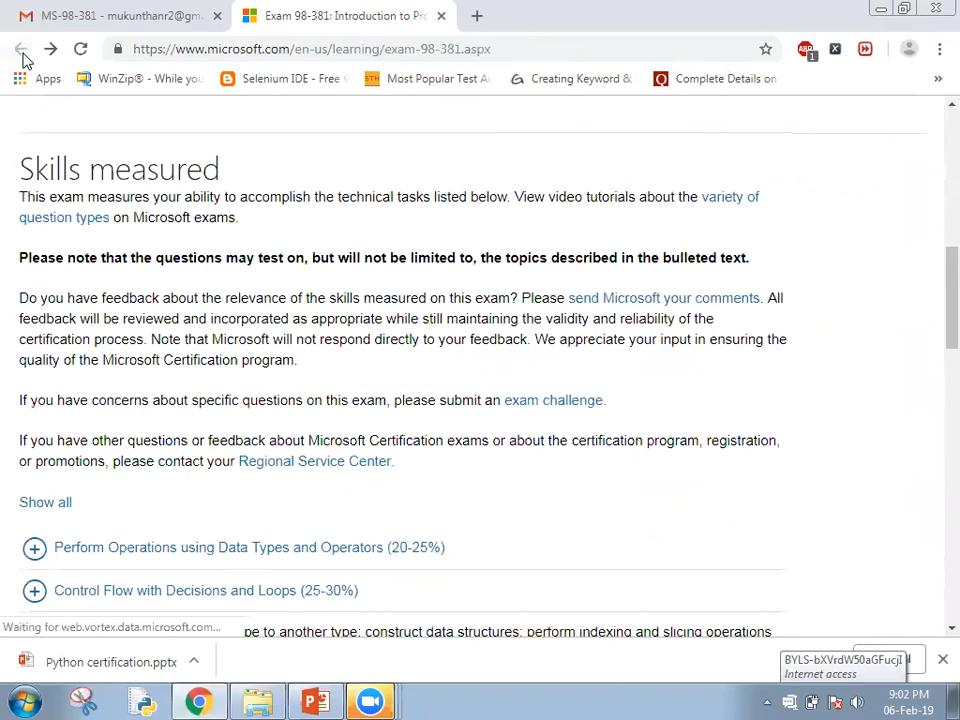 MS-98-381 - mukunthanr2@gm
Exam 98-381: Introduction to Pro
https://www.microsoft.com/en-us/learning/exam-98-381.aspx
ABP
1
Apps
WinZip® - While you
Selenium IDE - Free
STH
Most Popular Test Au
Creating Keyword &
Complete Details on
Skills measured
This exam measures your ability to accomplish the technical tasks listed below. View video tutorials about the variety of
question types on Microsoft exams.
Please note that the questions may test on, but will not be limited to, the topics described in the bulleted text.
Do you have feedback about the relevance of the skills measured on this exam? Please send Microsoft your comments. All
feedback will be reviewed and incorporated as appropriate while still maintaining the validity and reliability of the
certification process. Note that Microsoft will not respond directly to your feedback. We appreciate your input in ensuring the
quality of the Microsoft Certification program.
If you have concerns about specific questions on this exam, please submit an exam challenge.
If you have other questions or feedback about Microsoft Certification exams or about the certification program, registration,
or promotions, please contact your Regional Service Center.
Show all
Perform Operations using Data Types and Operators (20-25%)
Control Flow with Decisions and Loops (25-30%)
Waiting for web.vortex.data.microsoft.com...
pe to another type; construct data structures; perform indexing and slicing operations
Python certification.pptx
BYLS-bXVrdW50aGFucjI
Internet access
9:02 PM
06-Feb-19